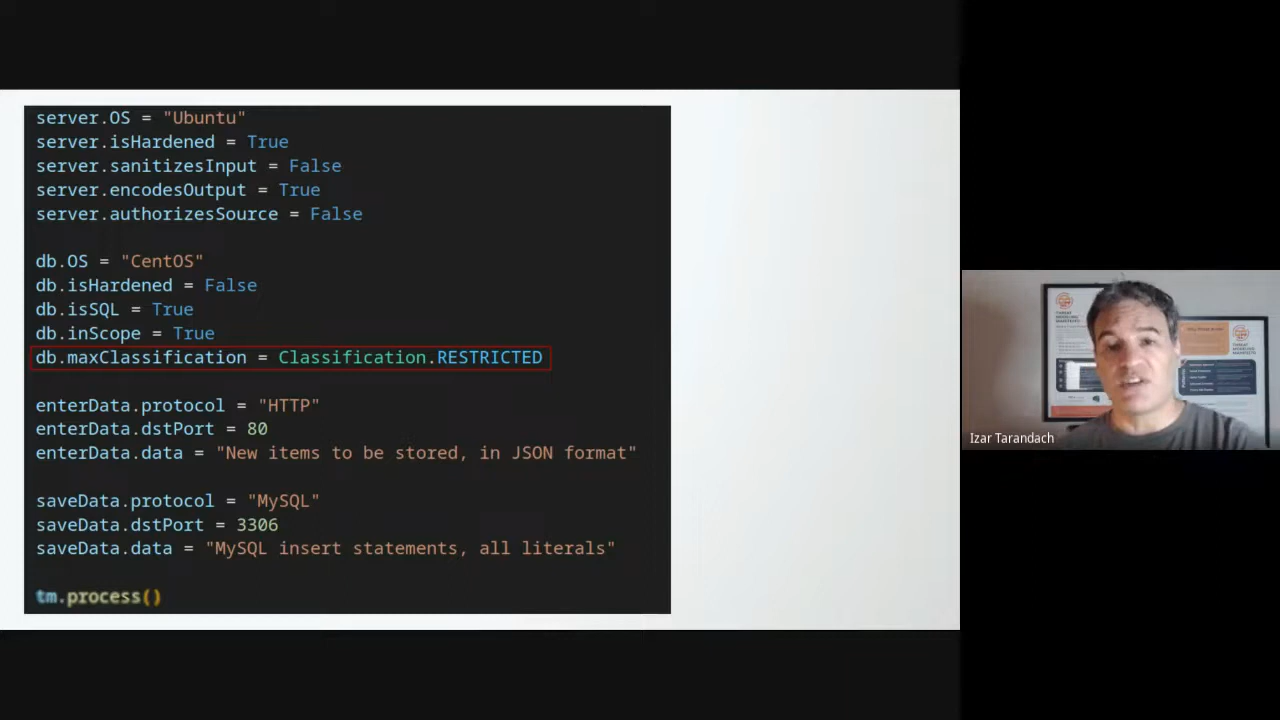 server.OS = "Ubuntu"
server.isHardened = True
server.sanitizesInput = False
server.encodesOutput = True
server.authorizesSource = False
db.OS = "CentOS"
db.isHardened = False
db.isSQL = True
db.inScope = True
db.maxClassification = Classification.RESTRICTED
enterData.protocol = "HTTP"
enterData.dstPort = 80
enterData.data = "New items to be stored, in JSON format"
saveData.protocol = "MySQL"
saveData.dstPort = 3306
saveData.data = "MySQL insert statements, all literals"
tm.process()
Izar Tarandach